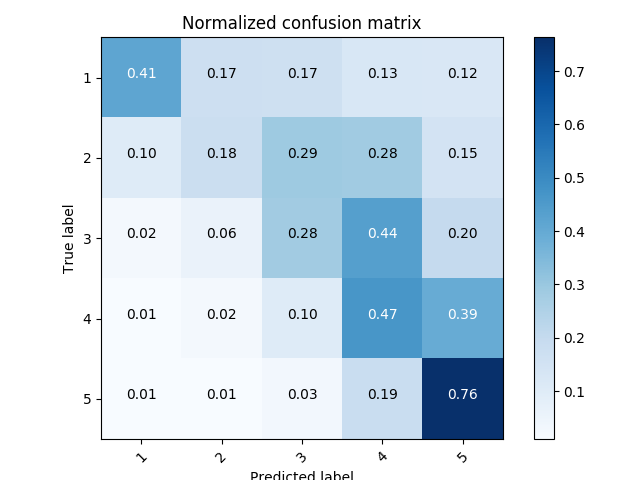 Normalized confusion matrix
1 0.41 0.17 0.17 0.13 0.12
2 0.10 0.18 0.29 0.28 0.15
3 0.02 0.06 0.28 0.44 0.20
4 0.01 0.02 0.10 0.47 0.39
5 0.01 0.01 0.03 0.19 0.76
True label
1 2 3 4 5
Predicted label
0.7
0.6
0.5
0.4
0.3
0.2
0.1